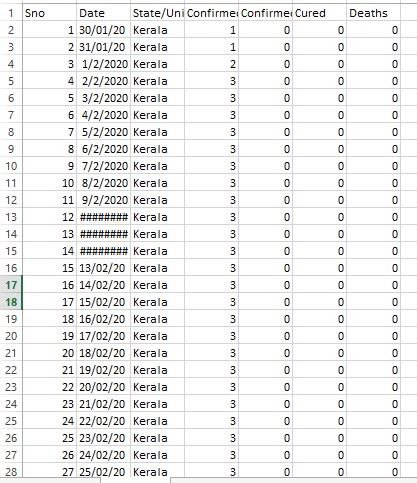 1 Sno Date State/Uni Confirmed Confirmed Cured Deaths
2 1 30/01/20 Kerala 1 0 0 0
3 2 31/01/20 Kerala 1 0 0 0
4 3 1/2/2020 Kerala 2 0 0 0
5 4 2/2/2020 Kerala 3 0 0 0
6 5 3/2/2020 Kerala 3 0 0 0
7 6 4/2/2020 Kerala 3 0 0 0
8 7 5/2/2020 Kerala 3 0 0 0
9 8 6/2/2020 Kerala 3 0 0 0
10 9 7/2/2020 Kerala 3 0 0 0
11 10 8/2/2020 Kerala 3 0 0 0
12 11 9/2/2020 Kerala 3 0 0 0
13 12 ######## Kerala 3 0 0 0
14 13 ######## Kerala 3 0 0 0
15 14 ######## Kerala 3 0 0 0
16 15 13/02/20 Kerala 3 0 0 0
17 16 14/02/20 Kerala 3 0 0 0
18 17 15/02/20 Kerala 3 0 0 0
19 18 16/02/20 Kerala 3 0 0 0
20 19 17/02/20 Kerala 3 0 0 0
21 20 18/02/20 Kerala 3 0 0 0
22 21 19/02/20 Kerala 3 0 0 0
23 22 20/02/20 Kerala 3 0 0 0
24 23 21/02/20 Kerala 3 0 0 0
25 24 22/02/20 Kerala 3 0 0 0
26 25 23/02/20 Kerala 3 0 0 0
27 26 24/02/20 Kerala 3 0 0 0
28 27 25/02/20 Kerala 3 0 0 0